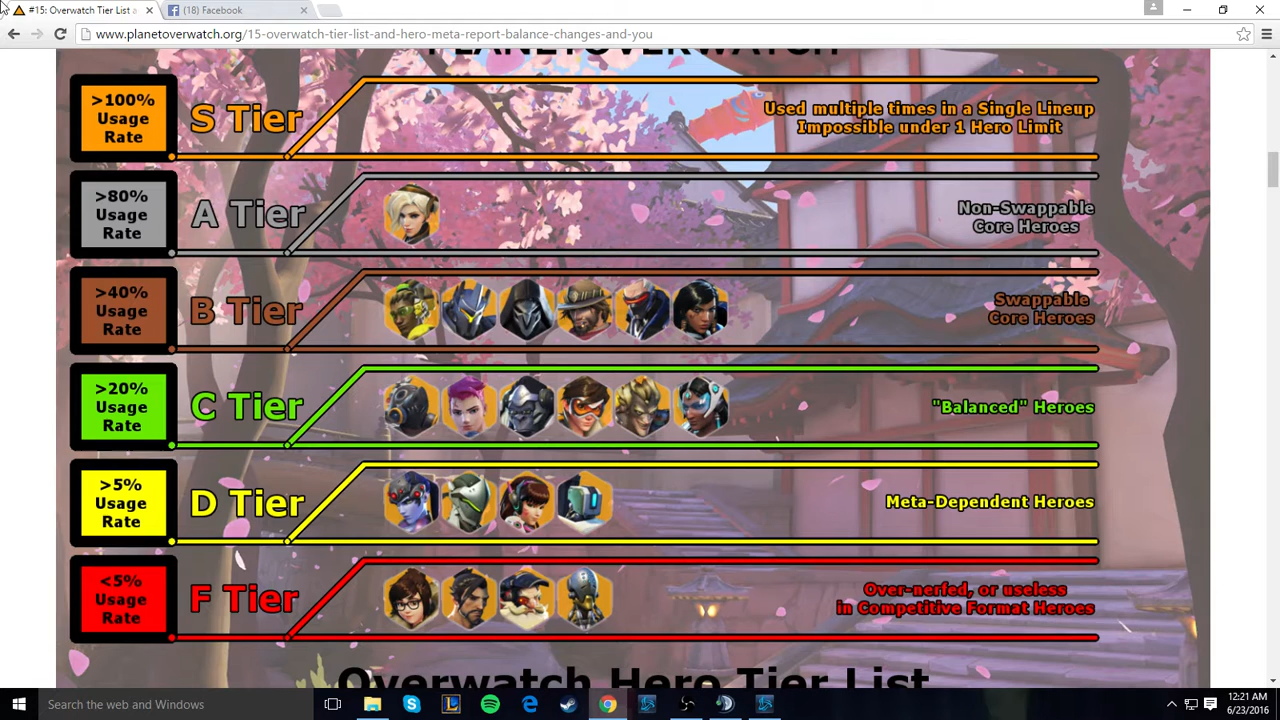 #15: Overwatch Tier List a
(18) Facebook
www.planetoverwatch.org/15-overwatch-tier-list-and-hero-meta-report-balance-changes-and-you
PLANETOVERWATCH
>100%
Usage
Rate
S Tier
Used multiple times in a Single Lineup
Impossible under 1 Hero Limit
>80%
Usage
Rate
A Tier
Non-Swappable
Core Heroes
>40%
Usage
Rate
B Tier
Swappable
Core Heroes
>20%
Usage
Rate
C Tier
"Balanced" Heroes
>5%
Usage
Rate
D Tier
Meta-Dependent Heroes
<5%
Usage
Rate
F Tier
Over-nerfed, or useless
in Competitive Format Heroes
Overwatch Hero Tier List
Search the web and Windows
12:21 AM
6/23/2016